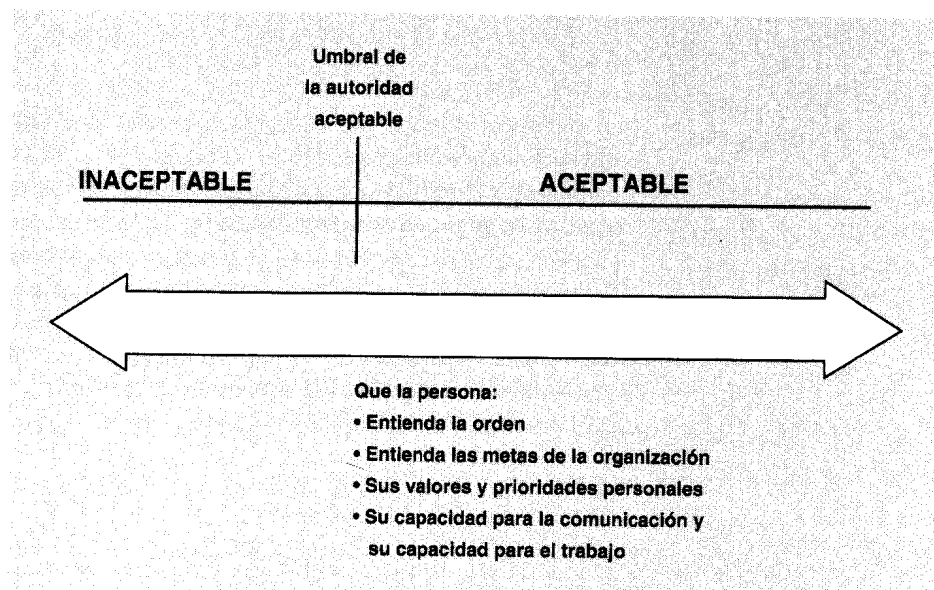 Umbral de
la autoridad
aceptable
INACEPTABLE
ACEPTABLE
Que la persona:
• Entienda la orden
• Entienda las metas de la organización
• Sus valores y prioridades personales
• Su capacidad para la comunicación y
su capacidad para el trabajo